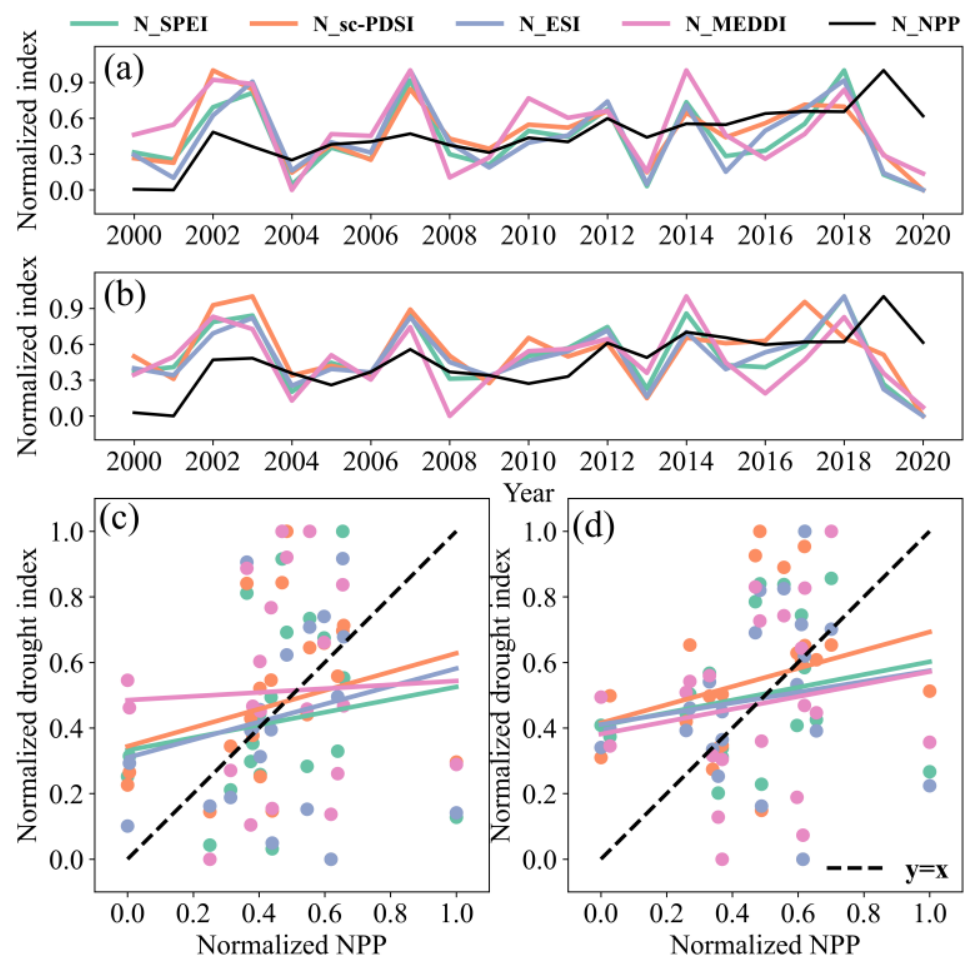 N_SPEI N_sc-PDSI N_ESI N_MEDDI N_NPP
(a)
Normalized index
0.9
0.6
0.3
0.0
2000 2002 2004 2006 2008 2010 2012 2014 2016 2018 2020
(b)
Normalized index
0.9
0.6
0.3
0.0
2000 2002 2004 2006 2008 2010 2012 2014 2016 2018 2020
Year
(c)
Normalized drought index
1.0
0.8
0.6
0.4
0.2
0.0
0.0 0.2 0.4 0.6 0.8 1.0
Normalized NPP
(d)
Normalized drought index
1.0
0.8
0.6
0.4
0.2
0.0
y=x
0.0 0.2 0.4 0.6 0.8 1.0
Normalized NPP